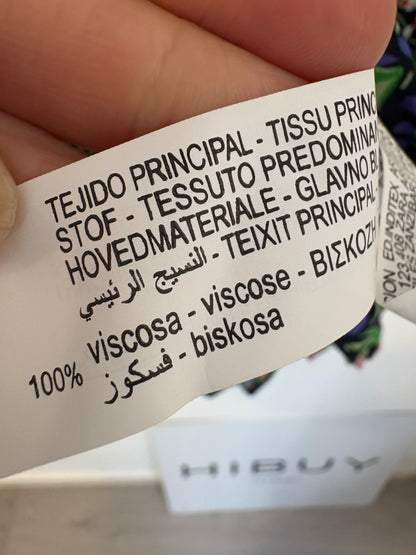 TEJIDO PRINCIPAL - TISSU PRINC
STOF - TESSUTO PREDOMINA
HOVEDMATERIALE - GLAVNO B
النسيج الرئيسي - TEIXIT PRINCIPAL
100% viscosa - viscose - ΒΙΣΚΟΖΗ
فسكوز - biskosa
HIBUY